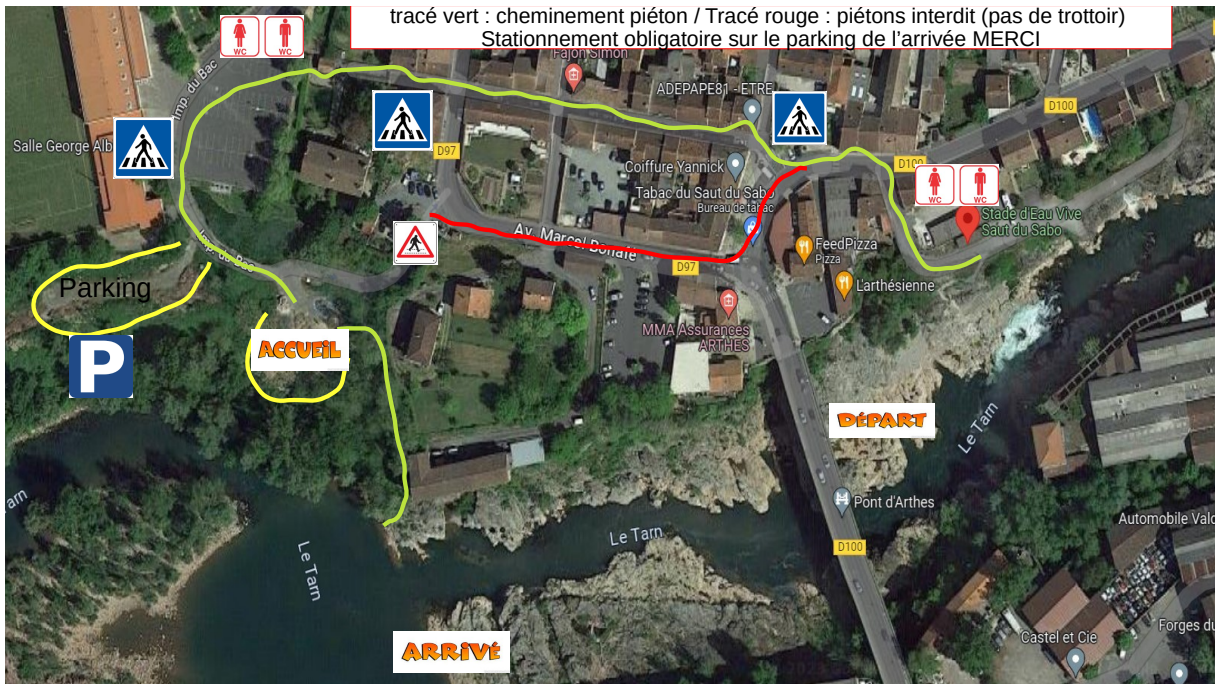 tracé vert : cheminement piéton / Tracé rouge : piétons interdit (pas de trottoir)
Stationnement obligatoire sur le parking de l'arrivée MERCI
WC
WC
Fajon Simon
Imp. du Bac
ADEPAPE81 - ETRE
D100
Salle George Alb
D97
Coiffure Yannick
D100
Tabac du Saut du Sabo
Bureau de tabac
WC
WC
Stade d'Eau Vive
Saut du Sabo
Av. Marcel Bonafé
du Bac
FeedPizza
Pizza
D97
Parking
L'arthésienne
MMA Assurances
ARTHES
ACCUEIL
P
DÉPART
Le Tarn
Tarn
Pont d'Arthes
Automobile Valo
Le Tarn
D100
Le Tarn
Castel et Cie
Forges du
ARRIVÉ